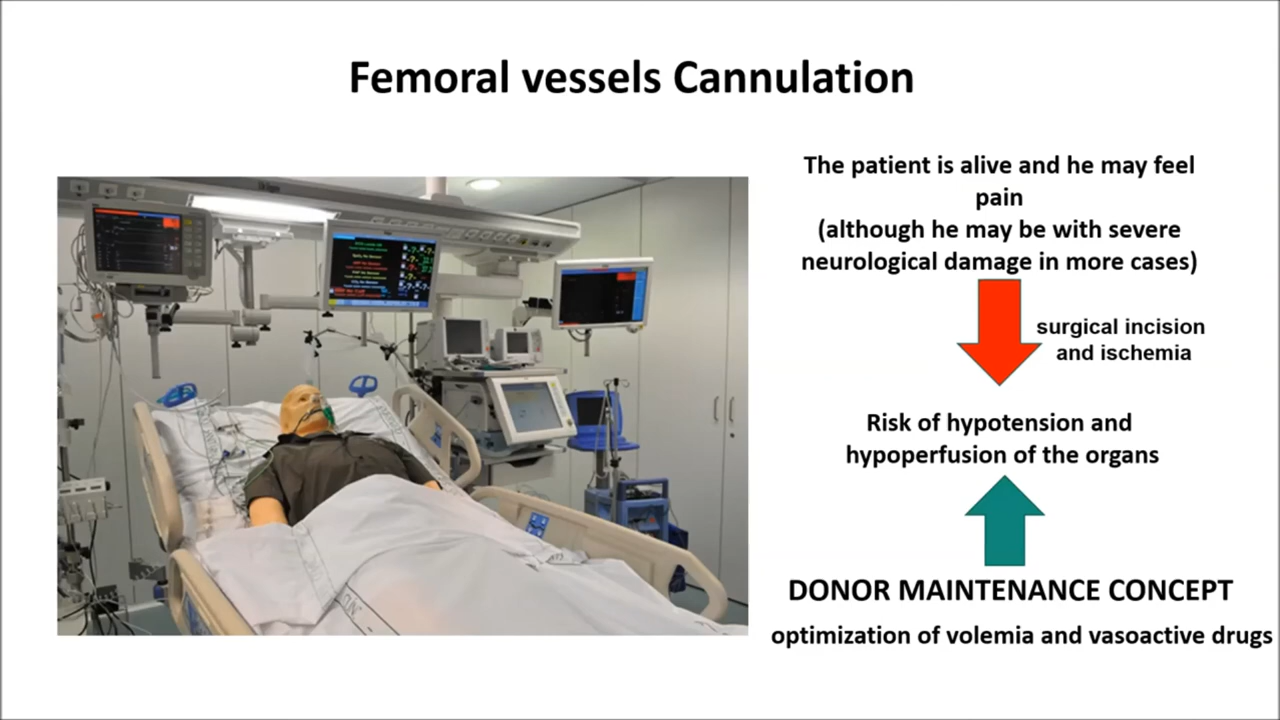 Femoral vessels Cannulation
The patient is alive and he may feel
pain
(although he may be with severe
neurological damage in more cases)
surgical incision
and ischemia
Risk of hypotension and
hypoperfusion of the organs
DONOR MAINTENANCE CONCEPT
optimization of volemia and vasoactive drugs